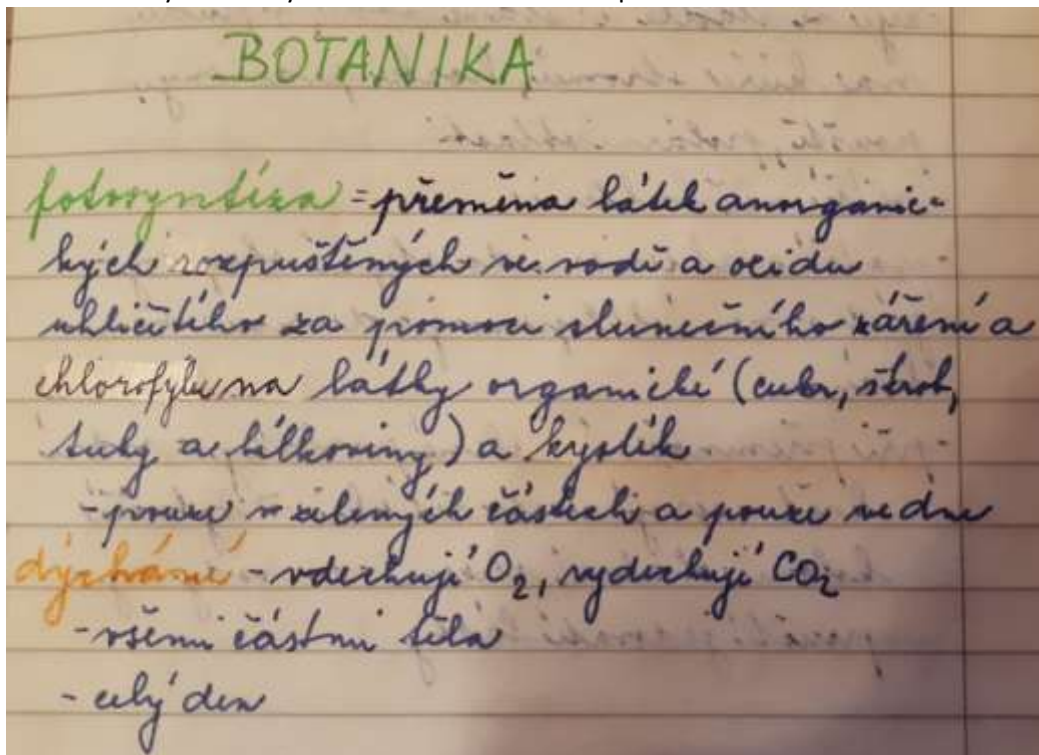 BOTANIKA
fotosyntéza = přeměna látek anorganic-
kých rozpuštěných ve vodě a oxidu
uhličitého za pomoci slunečního záření a
chlorofylu na látky organické (cukr, škrob,
tuky a bílkoviny) a kyslík
- pouze v zelených částech a pouze ve dne
dýchání - vdechují O₂, vydechují CO₂
- všemi částmi těla
- celý den